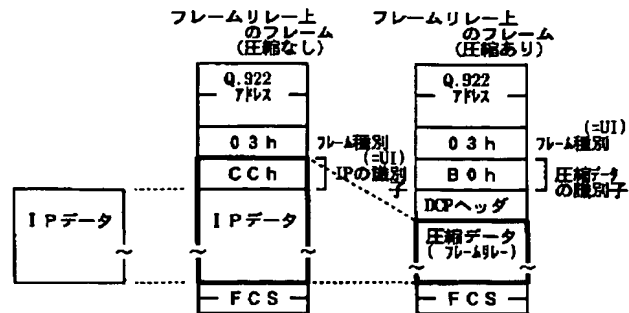 フレームリレー上
のフレーム
(圧縮なし)
フレームリレー上
のフレーム
(圧縮あり)
Q.922
アドレス
03h
フレーム種別
(=UI)
CCh
IPの識別子
IPデータ
IPデータ
FCS
Q.922
アドレス
03h
フレーム種別
(=UI)
B0h
圧縮データ
の識別子
DCPヘッダ
圧縮データ
(フレームリレー)
FCS